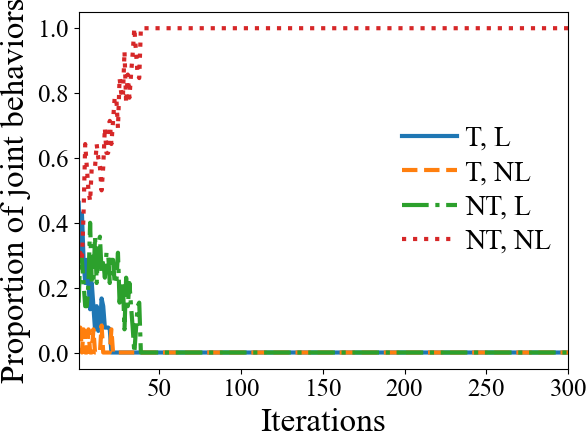 Proportion of joint behaviors
1.0
0.8
0.6
0.4
0.2
0.0
T, L
T, NL
NT, L
NT, NL
50 100 150 200 250 300
Iterations